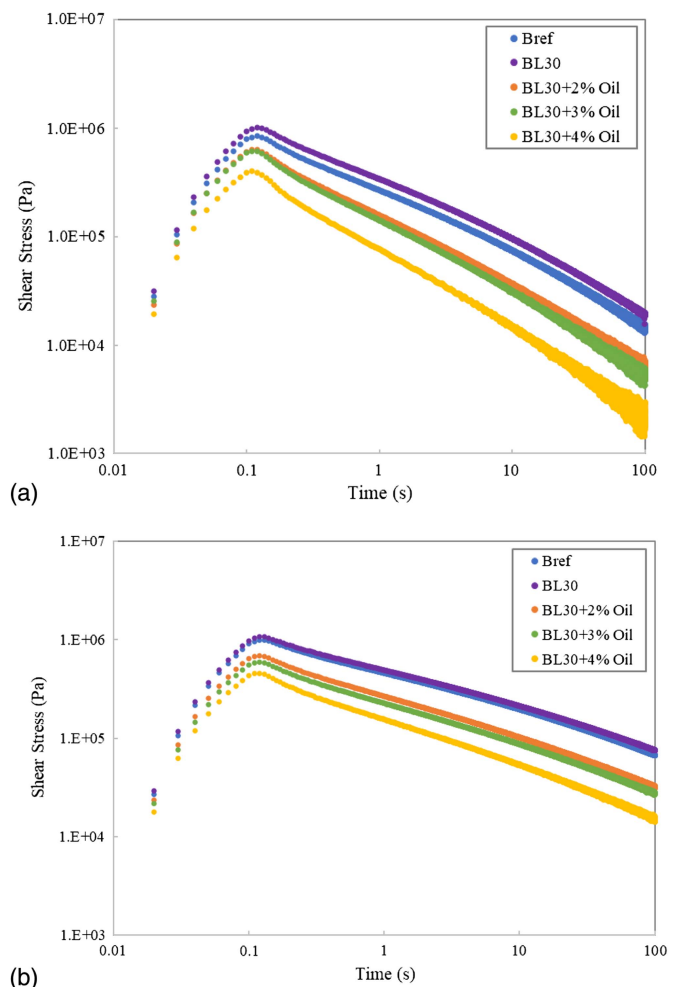 1.0E+07
1.0E+06
1.0E+05
1.0E+04
1.0E+03
Shear Stress (Pa)
Bref
BL30
BL30+2% Oil
BL30+3% Oil
BL30+4% Oil
0.01 0.1 1 10 100
Time (s)
(a)
1.E+07
1.E+06
1.E+05
1.E+04
1.E+03
Shear Stress (Pa)
Bref
BL30
BL30+2% Oil
BL30+3% Oil
BL30+4% Oil
0.01 0.1 1 10 100
Time (s)
(b)